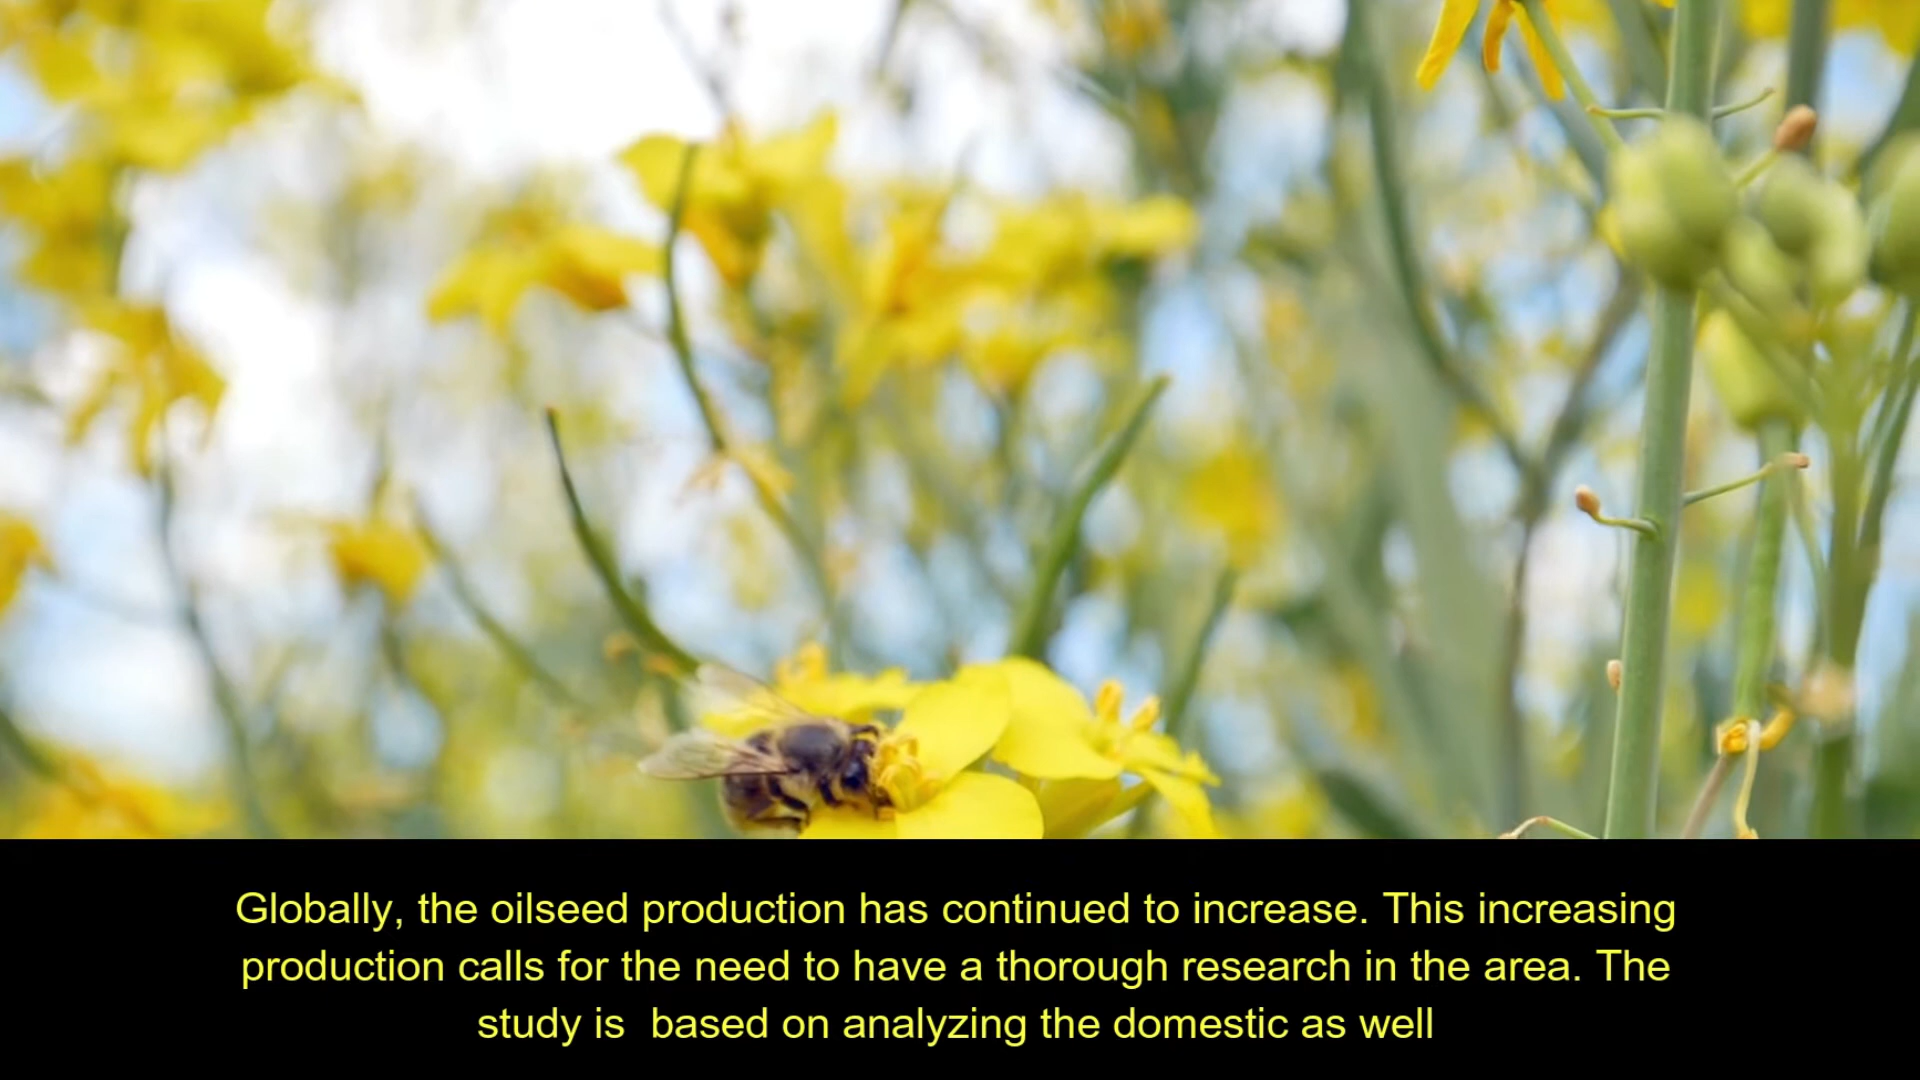 Globally, the oilseed production has continued to increase. This increasing
production calls for the need to have a thorough research in the area. The
study is  based on analyzing the domestic as well